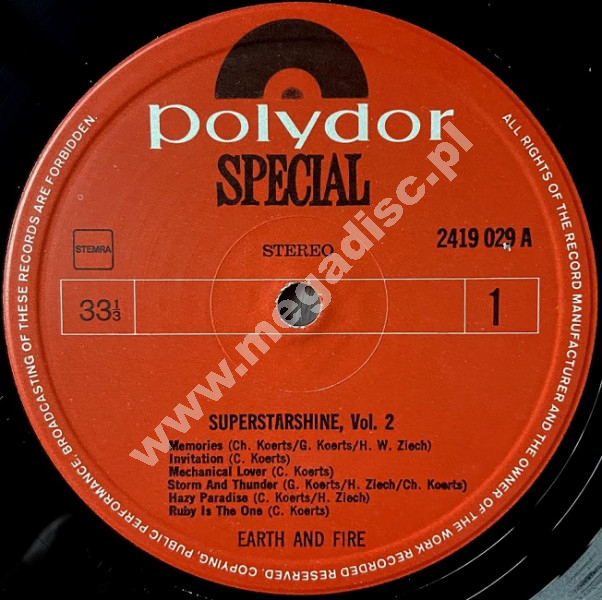 polydor
SPECIAL
STEMRA
STEREO
2419 029 A
33 1/3
1
SUPERSTARSHINE, Vol. 2
Memories (Ch. Koerts/G. Koerts/H. W. Ziech)
Invitation (C. Koerts)
Mechanical Lover (C. Koerts)
Storm And Thunder (G. Koerts/H. Ziech/Ch. Koerts)
Hazy Paradise (C. Koerts/H. Ziech)
Ruby Is The One (C. Koerts)
EARTH AND FIRE
ALL RIGHTS OF THE RECORD MANUFACTURER AND THE OWNER OF THE WORK RECORDED RESERVED. COPYING, PUBLIC PERFORMANCE, BROADCASTING OF THESE RECORDS ARE FORBIDDEN.
www.megadisc.pl